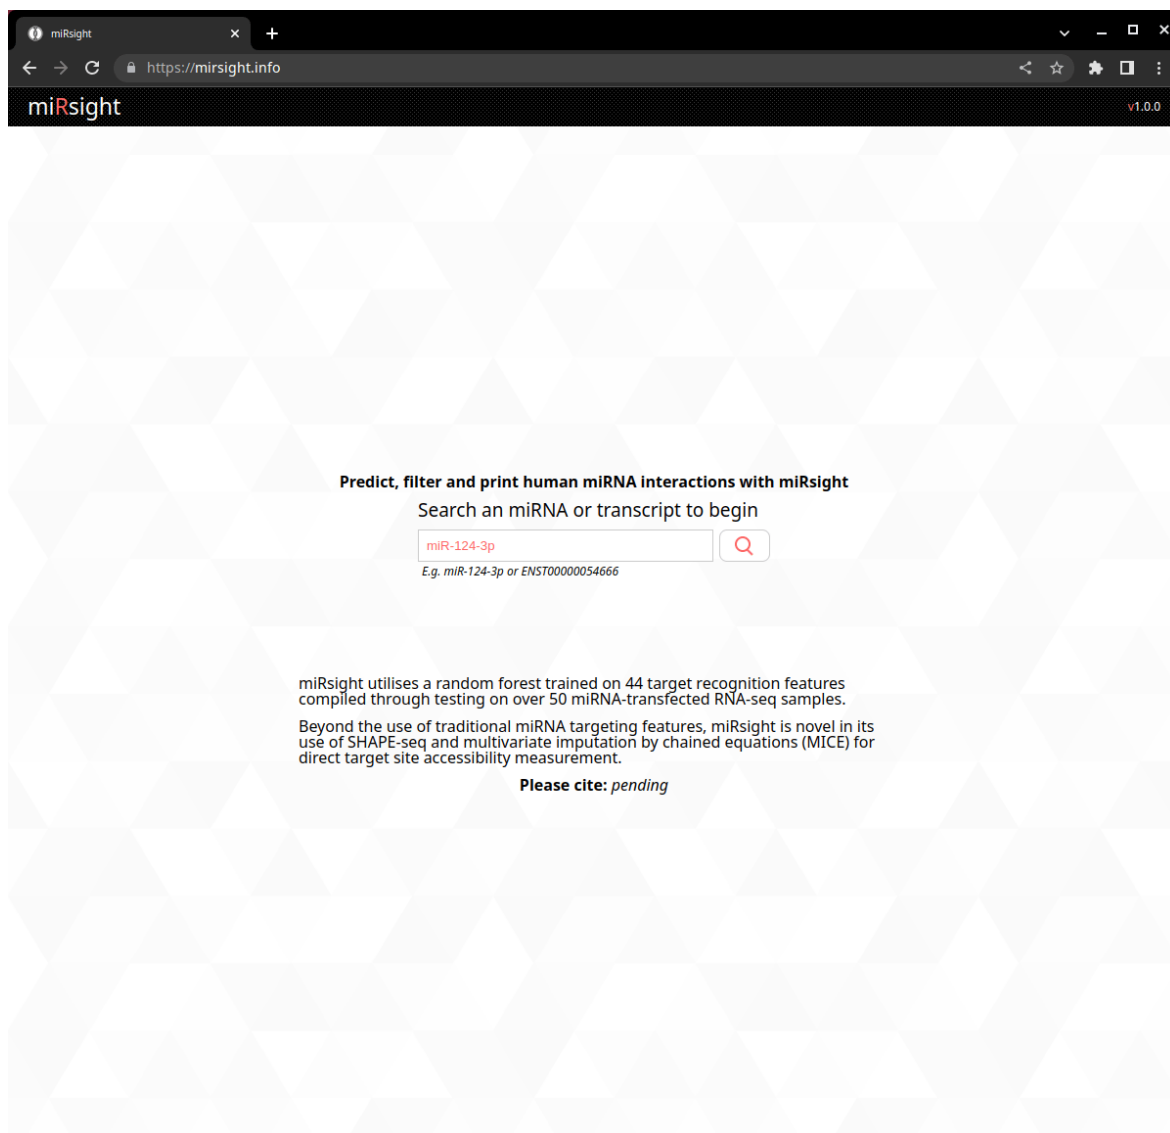 miRsight
https://mirsight.info
miRsight
v1.0.0
Predict, filter and print human miRNA interactions with miRsight
Search an miRNA or transcript to begin
miR-124-3p
E.g. miR-124-3p or ENST00000054666
miRsight utilises a random forest trained on 44 target recognition features
compiled through testing on over 50 miRNA-transfected RNA-seq samples.
Beyond the use of traditional miRNA targeting features, miRsight is novel in its
use of SHAPE-seq and multivariate imputation by chained equations (MICE) for
direct target site accessibility measurement.
Please cite: pending